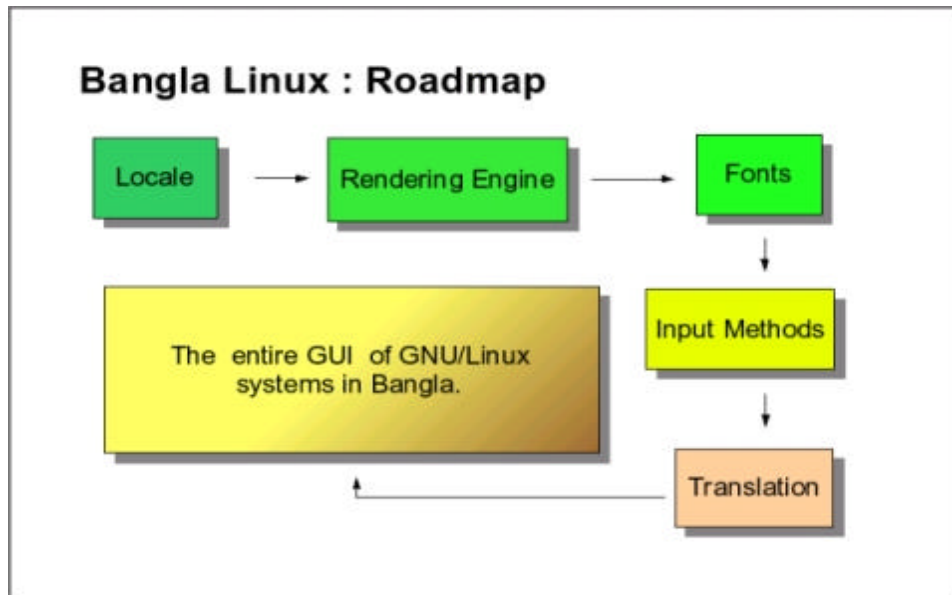 Bangla Linux : Roadmap
Locale
Rendering Engine
Fonts
Input Methods
Translation
The entire GUI of GNU/Linux
systems in Bangla.